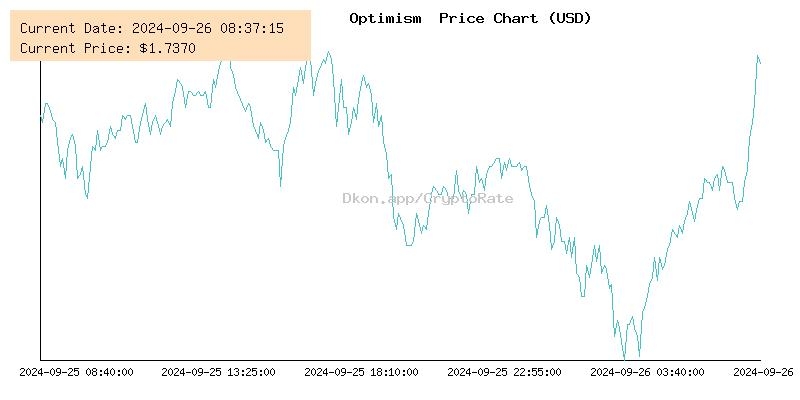 Optimism Price Chart (USD)
Current Date: 2024-09-26 08:37:15
Current Price: $1.7370
Dkon.app/CryptoRate
2024-09-25 08:40:00 2024-09-25 13:25:00 2024-09-25 18:10:00 2024-09-25 22:55:00 2024-09-26 03:40:00 2024-09-26